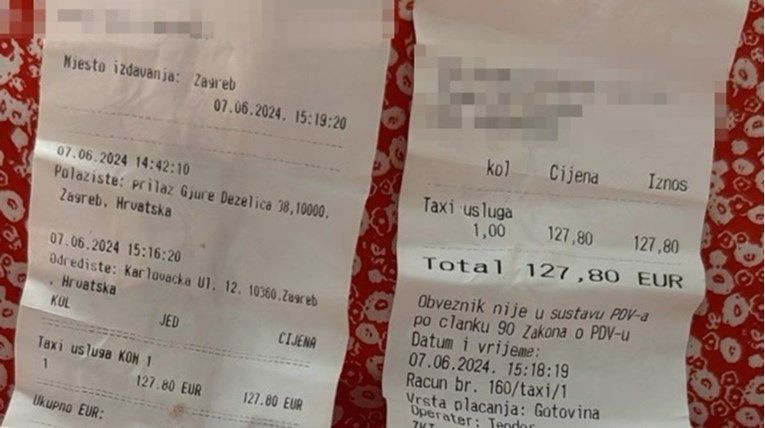 Mjesto izdavanja: Zagreb
07.06.2024. 15:19:20
07.06.2024 14:42:10
Polaziste: prilaz Gjure Dezelica 38,10000,
Zagreb, Hrvatska
07.06.2024 15:16:20
Odrediste: Karlovacka Ul. 12, 10360,Zagreb
, Hrvatska
KOL JED CIJENA
Taxi usluga KOM 1
1 127.80 EUR 127.80 EUR
Ukupno EUR:
kol Cijena Iznos
Taxi usluga
1,00 127,80 127,80
Total 127,80 EUR
Obveznik nije u sustavu PDV-a
po clanku 90 Zakona o PDV-u
Datum i vrijeme:
07.06.2024. 15:18:19
Racun br. 160/taxi/1
Vrsta placanja: Gotovina
Operater: Teodor